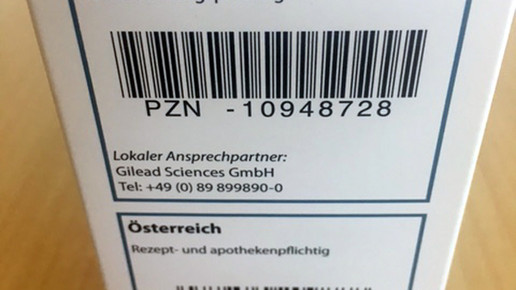 PZN -10948728
Lokaler Ansprechpartner:
Gilead Sciences GmbH
Tel: +49 (0) 89 899890-0
Österreich
Rezept- und apothekenpflichtig